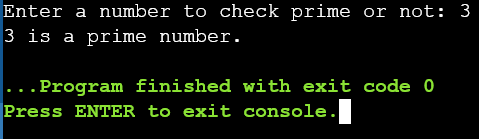 Enter a number to check prime or not: 3
3 is a prime number.
...Program finished with exit code 0
Press ENTER to exit console.